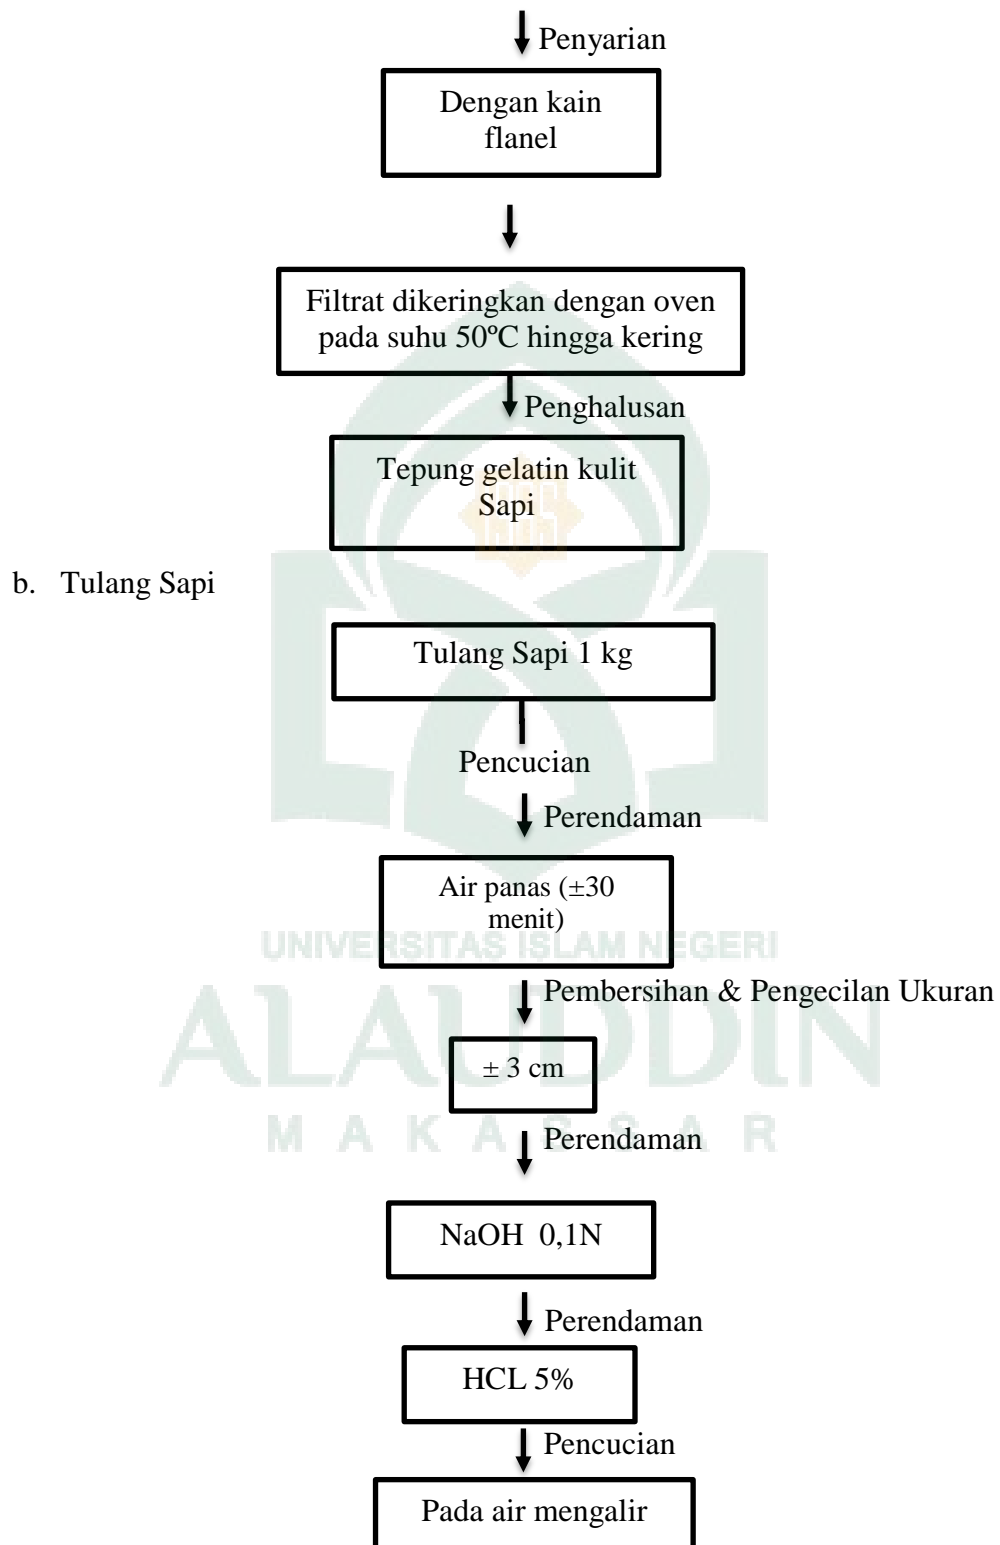 Penyarian
Dengan kain
flanel
Filtrat dikeringkan dengan oven
pada suhu 50ºC hingga kering
Penghalusan
Tepung gelatin kulit
Sapi
b. Tulang Sapi
Tulang Sapi 1 kg
Pencucian
Perendaman
Air panas (±30
menit)
UNIVERSITAS ISLAM NEGERI
Pembersihan & Pengecilan Ukuran
ALAUDDIN
± 3 cm
MAKASSAR
Perendaman
NaOH 0,1N
Perendaman
HCL 5%
Pencucian
Pada air mengalir